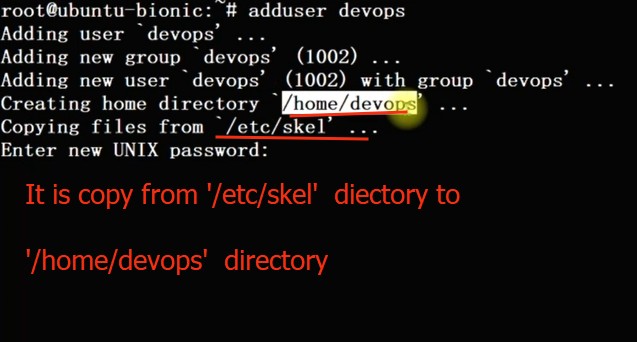 root@ubuntu-bionic:~# adduser devops
Adding user `devops' ...
Adding new group `devops' (1002) ...
Adding new user `devops' (1002) with group `devops' ...
Creating home directory `/home/devops' ...
Copying files from `/etc/skel' ...
Enter new UNIX password:
It is copy from '/etc/skel' diectory to
'/home/devops' directory